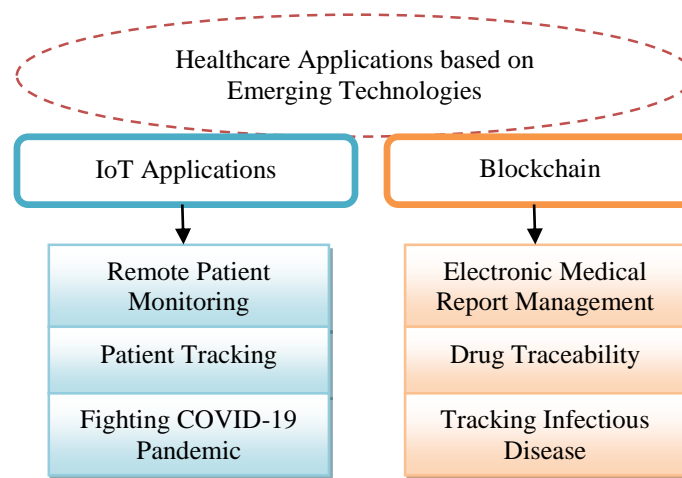 Healthcare Applications based on
Emerging Technologies
IoT Applications
Blockchain
Remote Patient
Monitoring
Patient Tracking
Fighting COVID-19
Pandemic
Electronic Medical
Report Management
Drug Traceability
Tracking Infectious
Disease